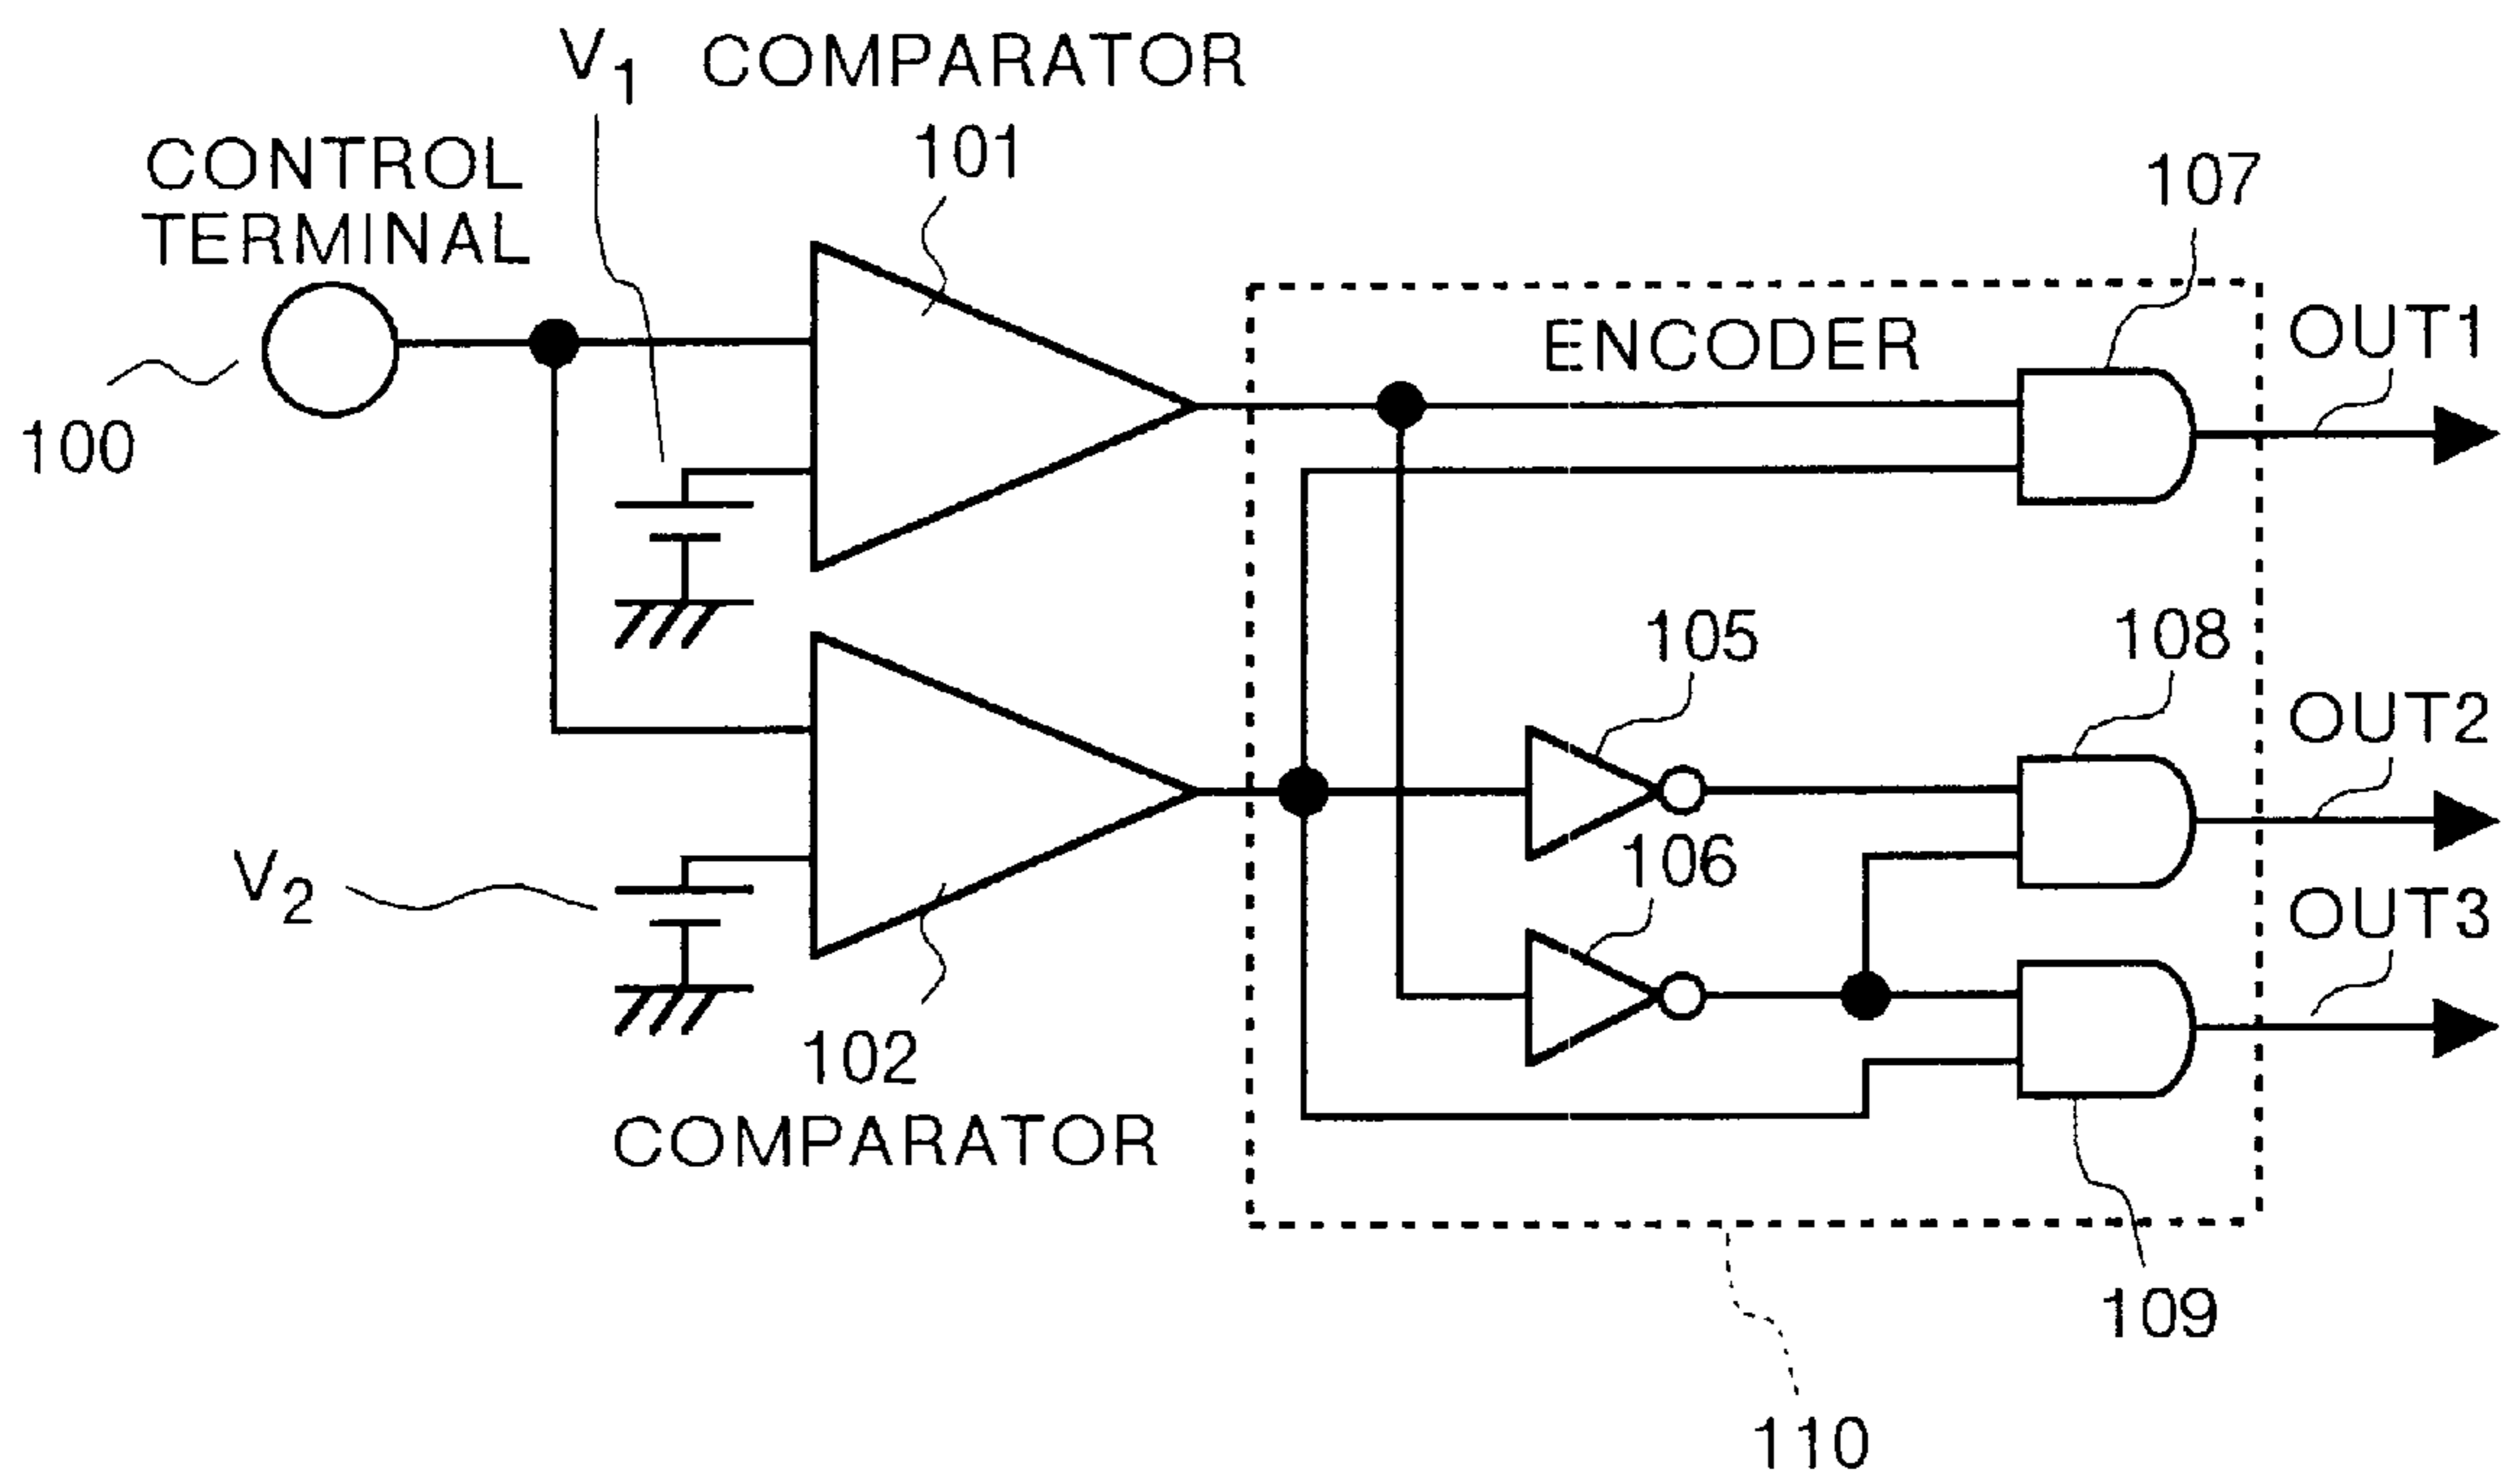 V1
COMPARATOR
101
CONTROL
TERMINAL
100
107
ENCODER
OUT1
105
108
OUT2
106
V2
OUT3
102
COMPARATOR
109
110